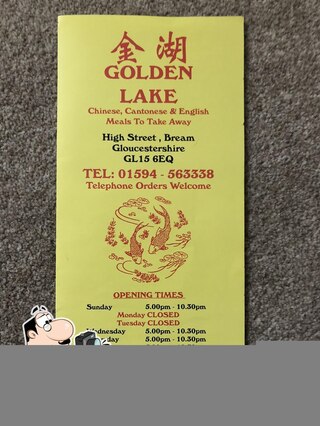 金湖
GOLDEN
LAKE
Chinese, Cantonese & English
Meals To Take Away
High Street , Bream
Gloucestershire
GL15 6EQ
TEL: 01594 - 563338
Telephone Orders Welcome
OPENING TIMES
Sunday 5.00pm - 10.30pm
Monday CLOSED
Tuesday CLOSED
Wednesday 5.00pm - 10.30pm
5.00pm - 10.30pm